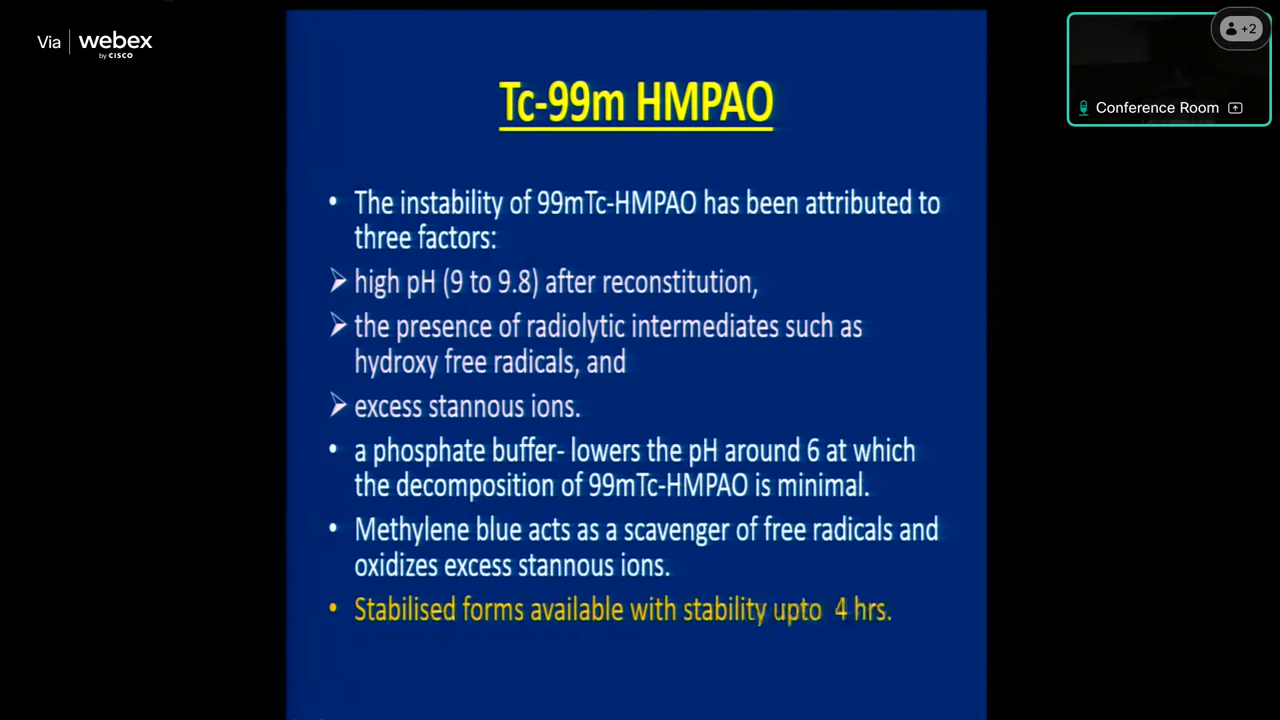 Via webex
by CISCO
+2
Conference Room
Tc-99m HMPAO
• The instability of 99mTc-HMPAO has been attributed to
three factors:
➢ high pH (9 to 9.8) after reconstitution,
➢ the presence of radiolytic intermediates such as
hydroxy free radicals, and
➢ excess stannous ions.
• a phosphate buffer- lowers the pH around 6 at which
the decomposition of 99mTc-HMPAO is minimal.
• Methylene blue acts as a scavenger of free radicals and
oxidizes excess stannous ions.
• Stabilised forms available with stability upto 4 hrs.